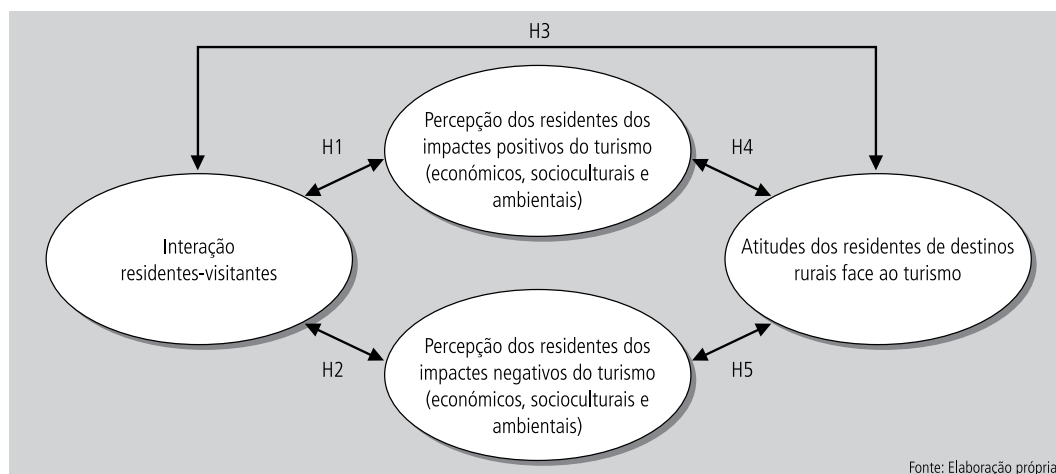 H3
Percepção dos residentes dos
impactes positivos do turismo
(económicos, socioculturais e
ambientais)
H1
H4
Interação
residentes-visitantes
Atitudes dos residentes de destinos
rurais face ao turismo
H2
Percepção dos residentes dos
impactes negativos do turismo
(económicos, socioculturais e
ambientais)
H5
Fonte: Elaboração própria